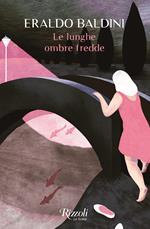 ERALDO BALDINI
Le lunghe
ombre fredde
Rizzoli